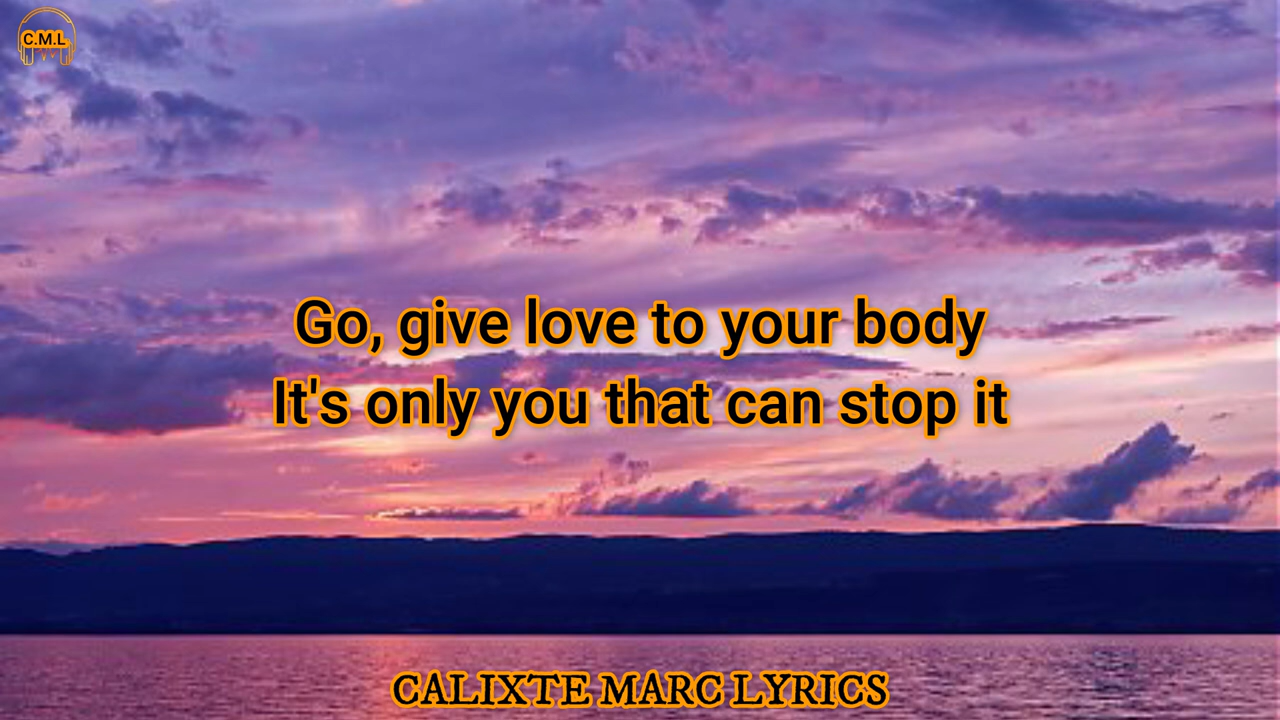 C.M.L
Go, give love to your body
It's only you that can stop it
CALIXTE MARC LYRICS